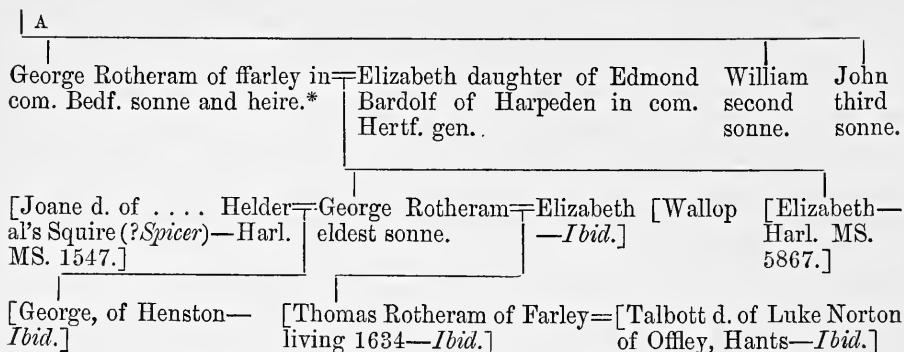 A
George Rotheram of ffarley in=Elizabeth daughter of Edmond William John
com. Bedf. sonne and heire.* Bardolf of Harpeden in com. second third
Hertf. gen. sonne. sonne.
[Joane d. of .... Helder=George Rotheram=Elizabeth [Wallop [Elizabeth—
al's Squire (?Spicer)—Harl. eldest sonne. —Ibid.] Harl. MS.
MS. 1547.] 5867.]
[George, of Henston— [Thomas Rotheram of Farley=[Talbott d. of Luke Norton
Ibid.] living 1634—Ibid.] of Offley, Hants—Ibid.]